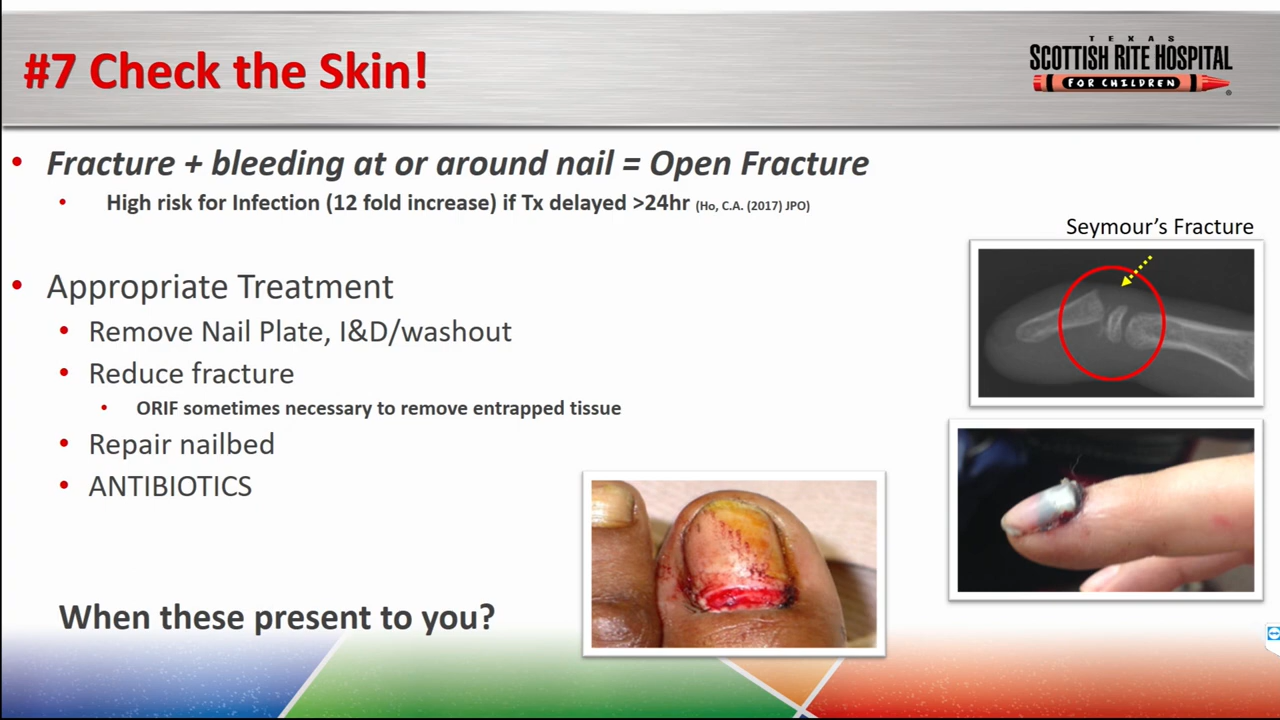 #7 Check the Skin!
TEXAS
SCOTTISH RITE HOSPITAL
FOR CHILDREN
®
• Fracture + bleeding at or around nail = Open Fracture
• High risk for Infection (12 fold increase) if Tx delayed >24hr (Ho, C.A. (2017) JPO)
Seymour’s Fracture
• Appropriate Treatment
• Remove Nail Plate, I&D/washout
• Reduce fracture
• ORIF sometimes necessary to remove entrapped tissue
• Repair nailbed
• ANTIBIOTICS
When these present to you?